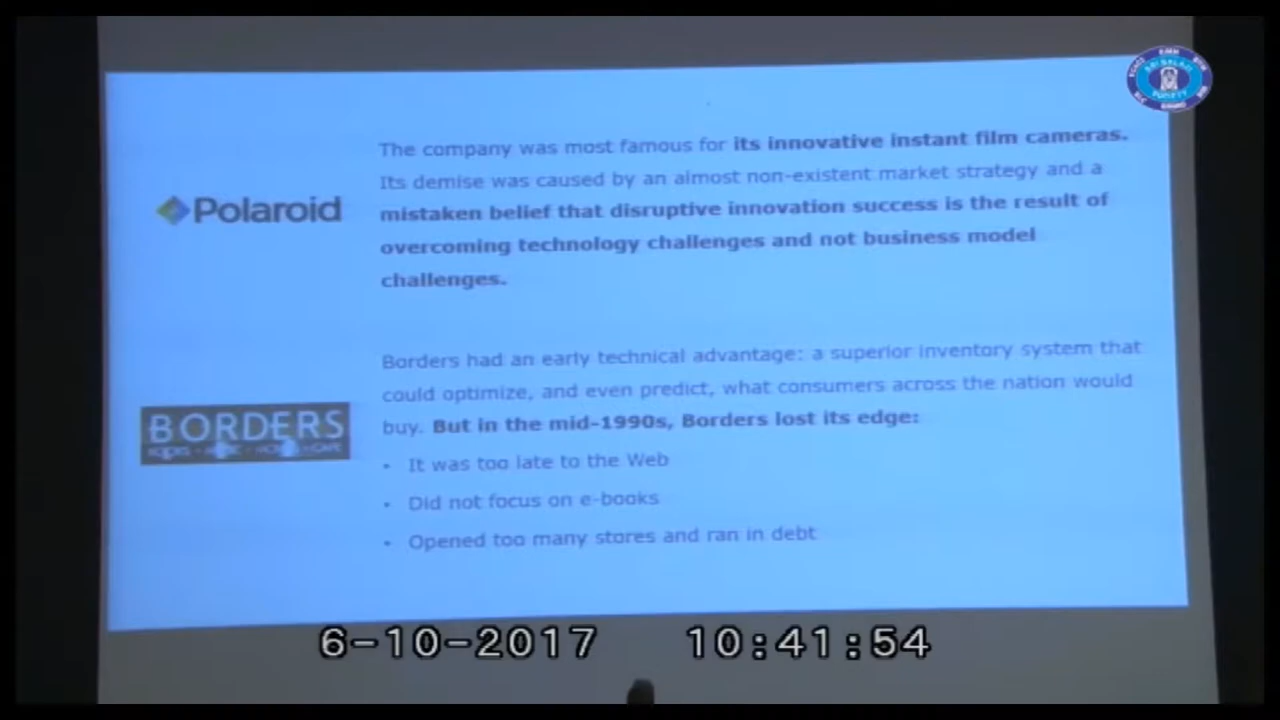 The company was most famous for its innovative instant film cameras.
Its demise was caused by an almost non-existent market strategy and a
mistaken belief that disruptive innovation success is the result of
overcoming technology challenges and not business model
challenges.
Polaroid
Borders had an early technical advantage: a superior inventory system that
could optimize, and even predict, what consumers across the nation would
buy. But in the mid-1990s, Borders lost its edge:
BORDERS
• It was too late to the Web
• Did not focus on e-books
• Opened too many stores and ran in debt
6-10-2017 10:41:54